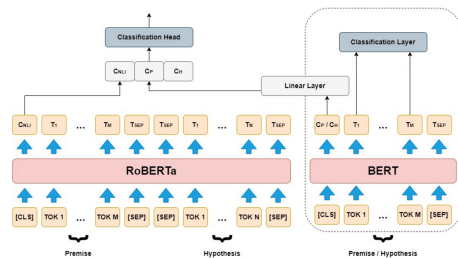 Classification Head
Classification Layer
CNLI CP CH
Linear Layer
CNLI T1 ... TM TSEP TSEP T1 ... TN TSEP
CP / CH T1 ... TM TSEP
RoBERTa
BERT
[CLS] TOK 1 ... TOK M [SEP] [SEP] TOK 1 ... TOK N [SEP]
[CLS] TOK 1 ... TOK M [SEP]
Premise
Hypothesis
Premise / Hypothesis